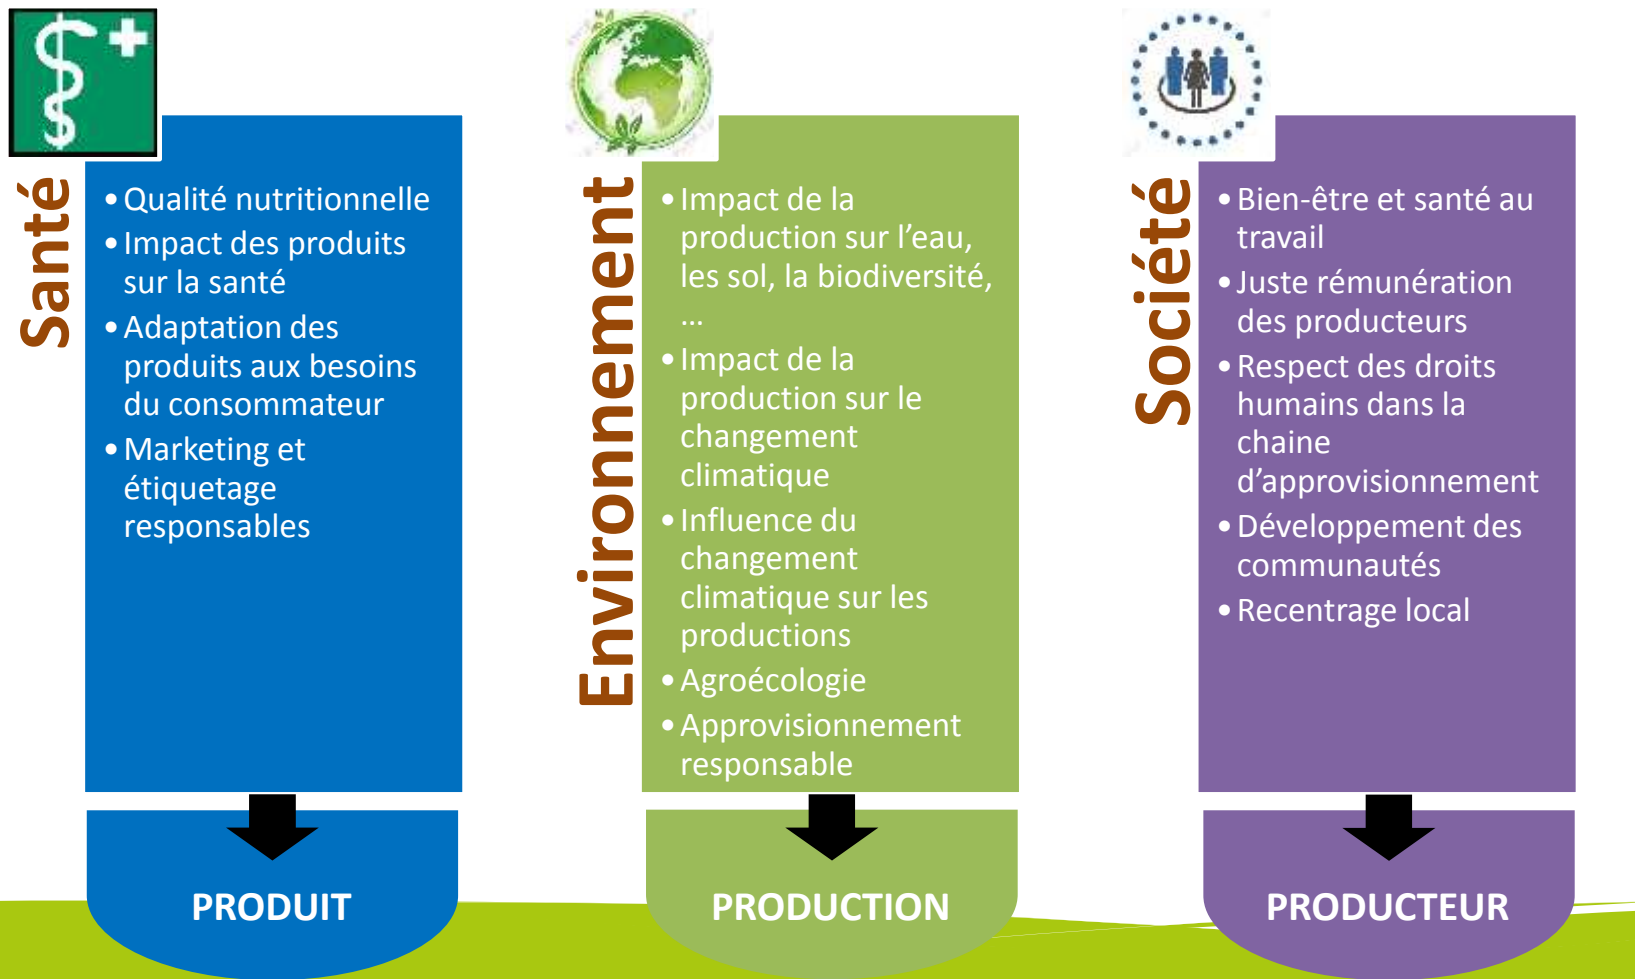 Santé
• Qualité nutritionnelle
• Impact des produits
sur la santé
• Adaptation des
produits aux besoins
du consommateur
• Marketing et
étiquetage
responsables
PRODUIT
Environnement
• Impact de la
production sur l’eau,
les sol, la biodiversité,
...
• Impact de la
production sur le
changement
climatique
• Influence du
changement
climatique sur les
productions
• Agroécologie
• Approvisionnement
responsable
PRODUCTION
Société
• Bien-être et santé au
travail
• Juste rémunération
des producteurs
• Respect des droits
humains dans la
chaine
d’approvisionnement
• Développement des
communautés
• Recentrage local
PRODUCTEUR